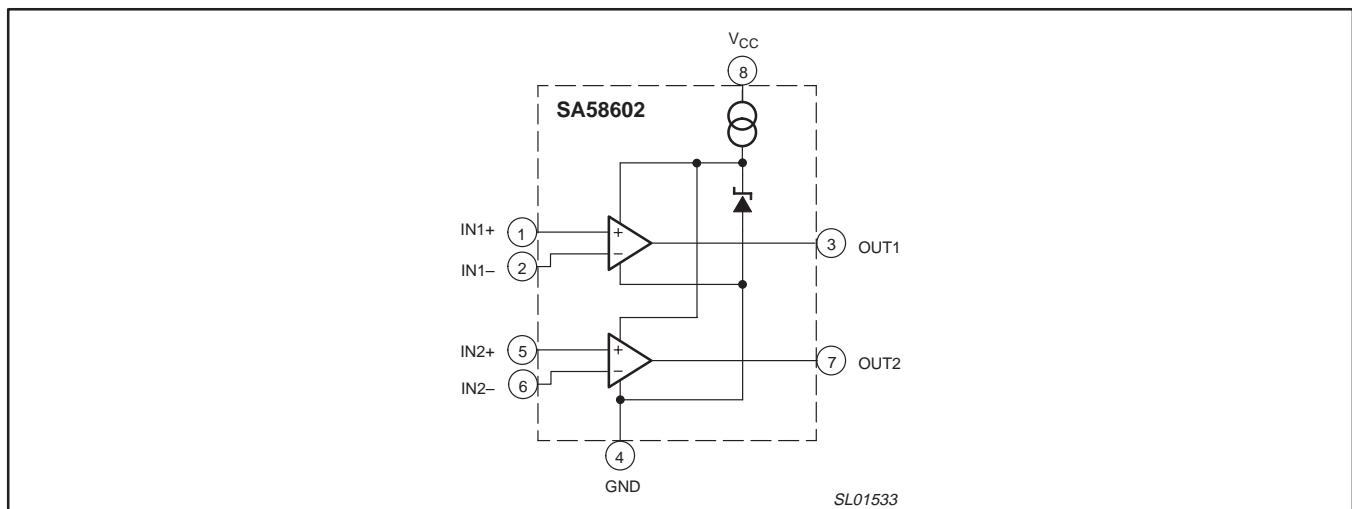 VCC
8
SA58602
IN1+ 1 + 3 OUT1
IN1– 2 –
IN2+ 5 + 7 OUT2
IN2– 6 –
4
GND
SL01533